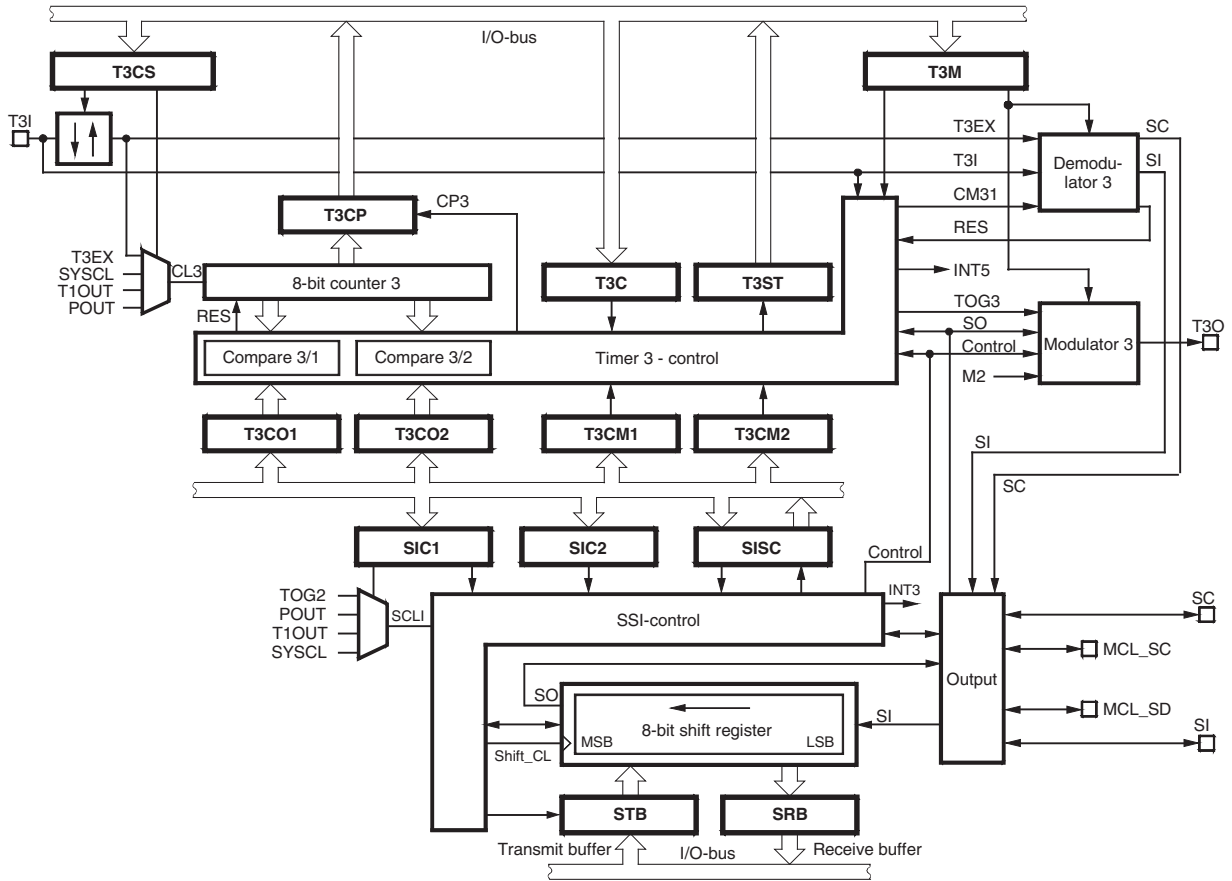 I/O-bus
T3CS
T3M
T3I
T3EX
SC
T3I
SI
Demodu-
lator 3
CM31
T3CP
CP3
RES
T3EX
SYSCL
T1OUT
POUT
CL3
8-bit counter 3
T3C
T3ST
INT5
RES
TOG3
SO
Control
M2
Modulator 3
T3O
Compare 3/1
Compare 3/2
Timer 3 - control
T3CO1
T3CO2
T3CM1
T3CM2
SI
SC
SIC1
SIC2
SISC
Control
TOG2
POUT
T1OUT
SYSCL
SCLI
SSI-control
INT3
SC
MCL_SC
Output
SO
8-bit shift register
MSB
LSB
SI
MCL_SD
SI
Shift_CL
STB
SRB
Transmit buffer
I/O-bus
Receive buffer